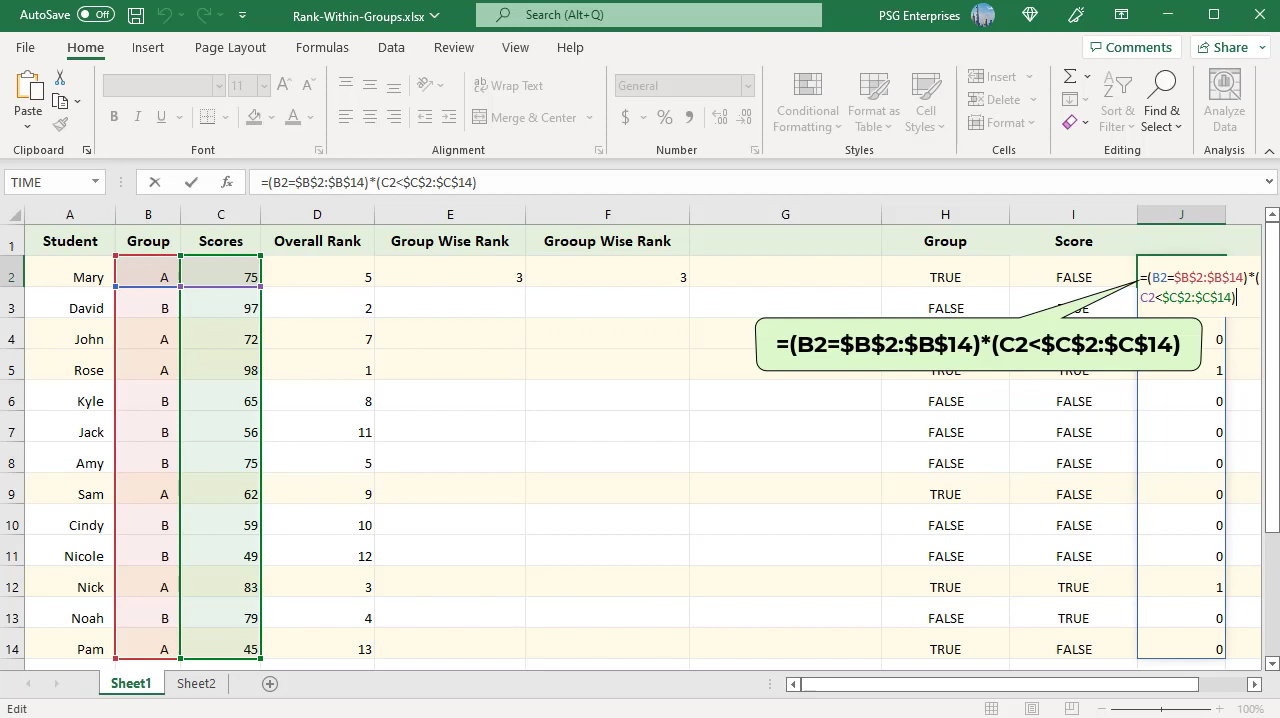 AutoSave Off Rank-Within-Groups.xlsx Search (Alt+Q) PSG Enterprises
File Home Insert Page Layout Formulas Data Review View Help Comments Share
Paste 11 Wrap Text General Conditional Formatting Format as Table Cell Styles Insert Σ Sort & Filter Find & Select Analyze Data
B I U Merge & Center $ % 9 Delete
Format
Clipboard Font Alignment Number Styles Cells Editing Analysis
TIME fx =(B2=$B$2:$B$14)*(C2<$C$2:$C$14)
A B C D E F G H I J
1 Student Group Scores Overall Rank Group Wise Rank Grooup Wise Rank Group Score
2 Mary A 75 5 3 3 TRUE FALSE =(B2=$B$2:$B$14)*(
C2<$C$2:$C$14)
3 David B 97 2 FALSE
=(B2=$B$2:$B$14)*(C2<$C$2:$C$14)
4 John A 72 7 0
5 Rose A 98 1 TRUE TRUE 1
6 Kyle B 65 8 FALSE FALSE 0
7 Jack B 56 11 FALSE FALSE 0
8 Amy B 75 5 FALSE FALSE 0
9 Sam A 62 9 TRUE FALSE 0
10 Cindy B 59 10 FALSE FALSE 0
11 Nicole B 49 12 FALSE FALSE 0
12 Nick A 83 3 TRUE TRUE 1
13 Noah B 79 4 FALSE TRUE 0
14 Pam A 45 13 TRUE FALSE 0
Sheet1 Sheet2
Edit 100%